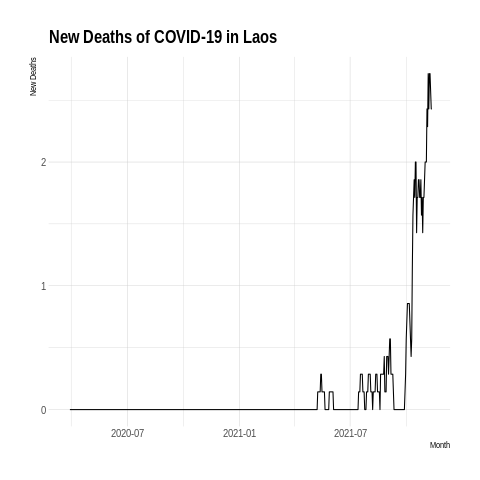 New Deaths of COVID-19 in Laos
New Deaths
2
1
0
2020-07
2021-01
2021-07
Month